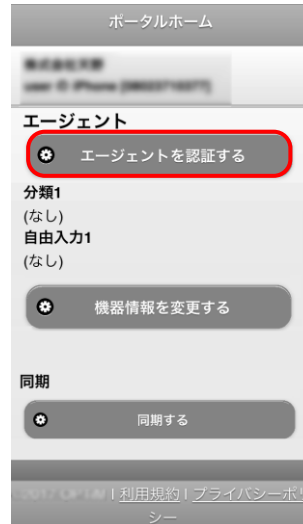 ポータルホーム
エージェント
エージェントを認証する
分類1
(なし)
自由入力1
(なし)
機器情報を変更する
同期
同期する
| 利用規約 | プライバシーポリ
シー